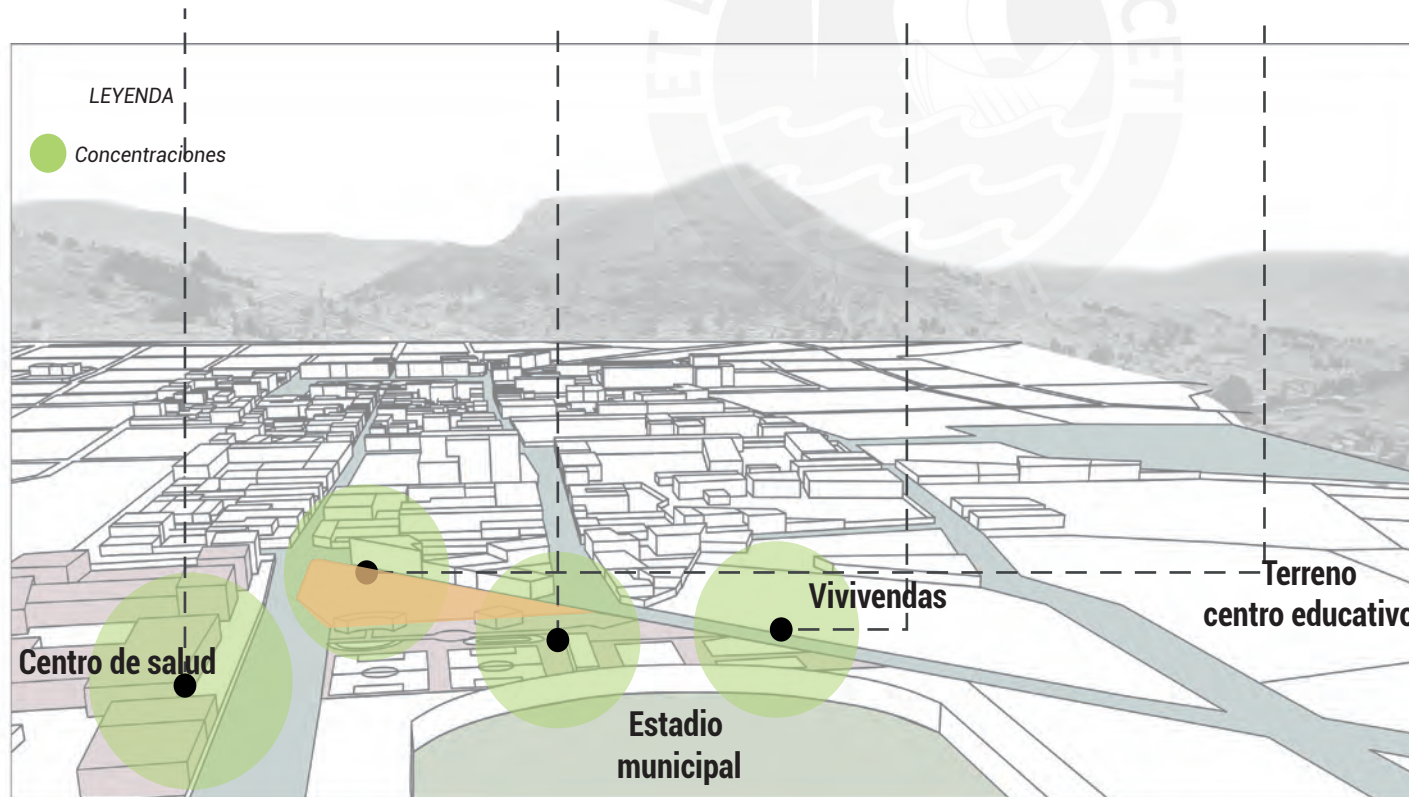 LEYENDA
Concentraciones
Vivivendas
Terreno
centro educativo
Centro de salud
Estadio
municipal